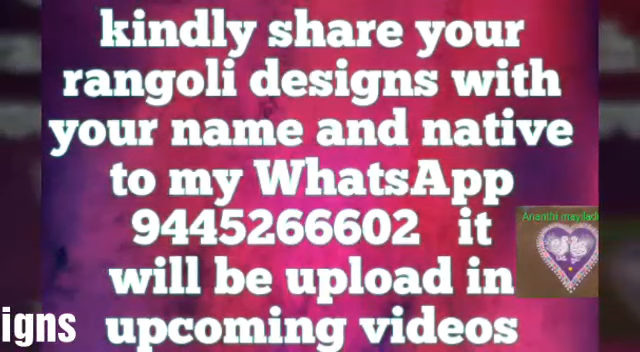 kindly share your
rangoli designs with
your name and native
to my WhatsApp
9445266602 it
will be upload in
upcoming videos
Ananthi mayilad
igns